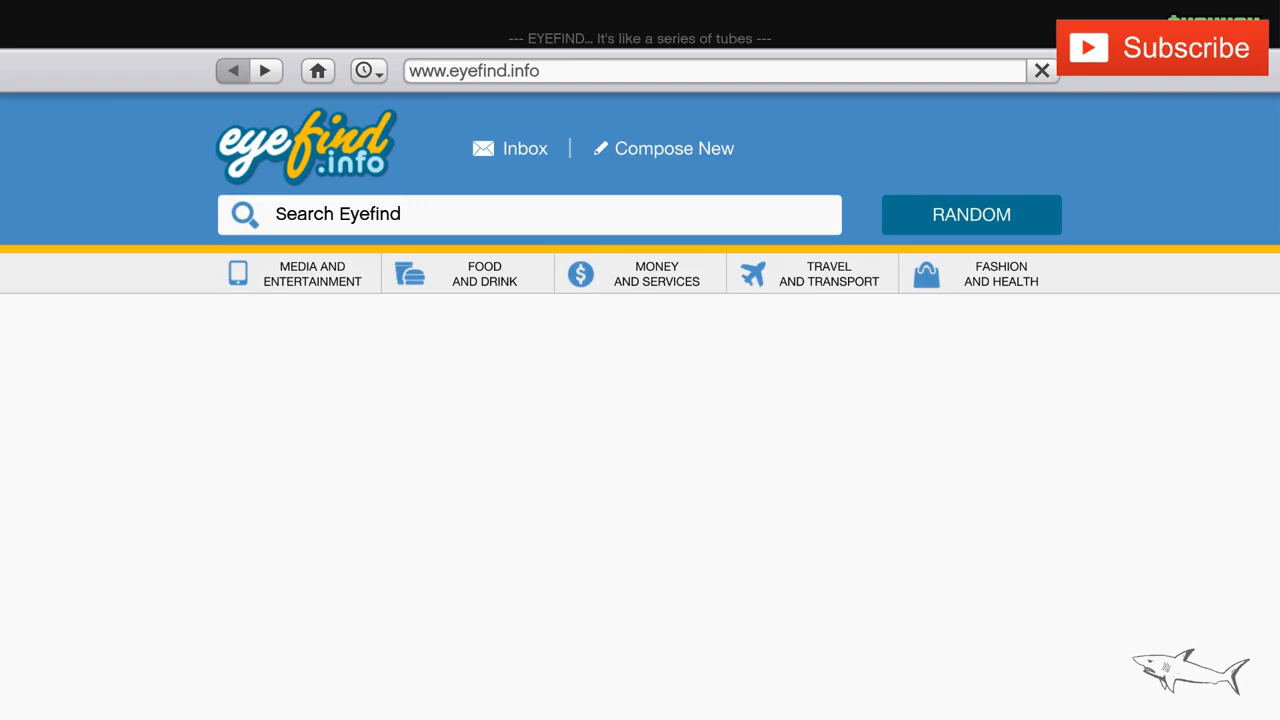 --- EYEFIND... It's like a series of tubes ---
Subscribe
www.eyefind.info
eyefind
.info
Inbox
Compose New
Search Eyefind
RANDOM
MEDIA AND
ENTERTAINMENT
FOOD
AND DRINK
MONEY
AND SERVICES
TRAVEL
AND TRANSPORT
FASHION
AND HEALTH